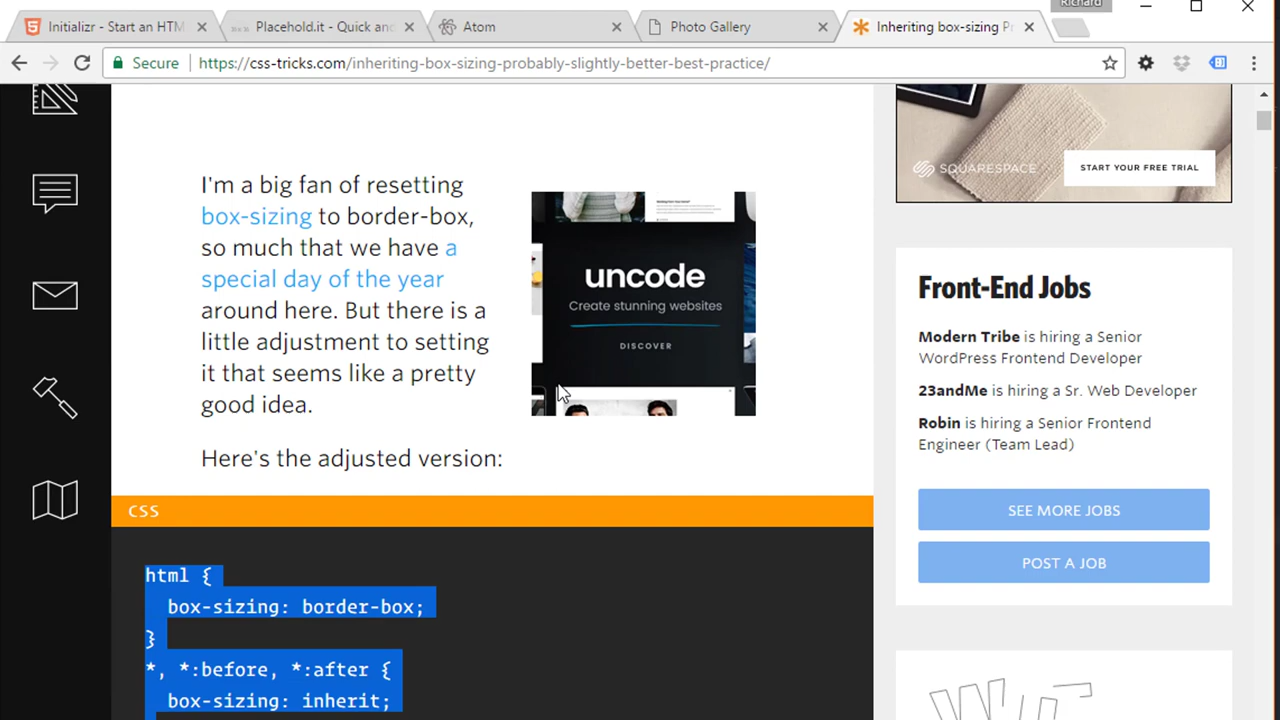 Richard
Initializr - Start an HTM
Placehold.it - Quick and
Atom
Photo Gallery
Inheriting box-sizing Pr
Secure
https://css-tricks.com/inheriting-box-sizing-probably-slightly-better-best-practice/
I'm a big fan of resetting
box-sizing to border-box,
so much that we have a
special day of the year
around here. But there is a
little adjustment to setting
it that seems like a pretty
good idea.
uncode
Create stunning websites
DISCOVER
Here's the adjusted version:
CSS
html {
box-sizing: border-box;
}
*, *:before, *:after {
box-sizing: inherit;
SQUARESPACE
START YOUR FREE TRIAL
Front-End Jobs
Modern Tribe is hiring a Senior
WordPress Frontend Developer
23andMe is hiring a Sr. Web Developer
Robin is hiring a Senior Frontend
Engineer (Team Lead)
SEE MORE JOBS
POST A JOB